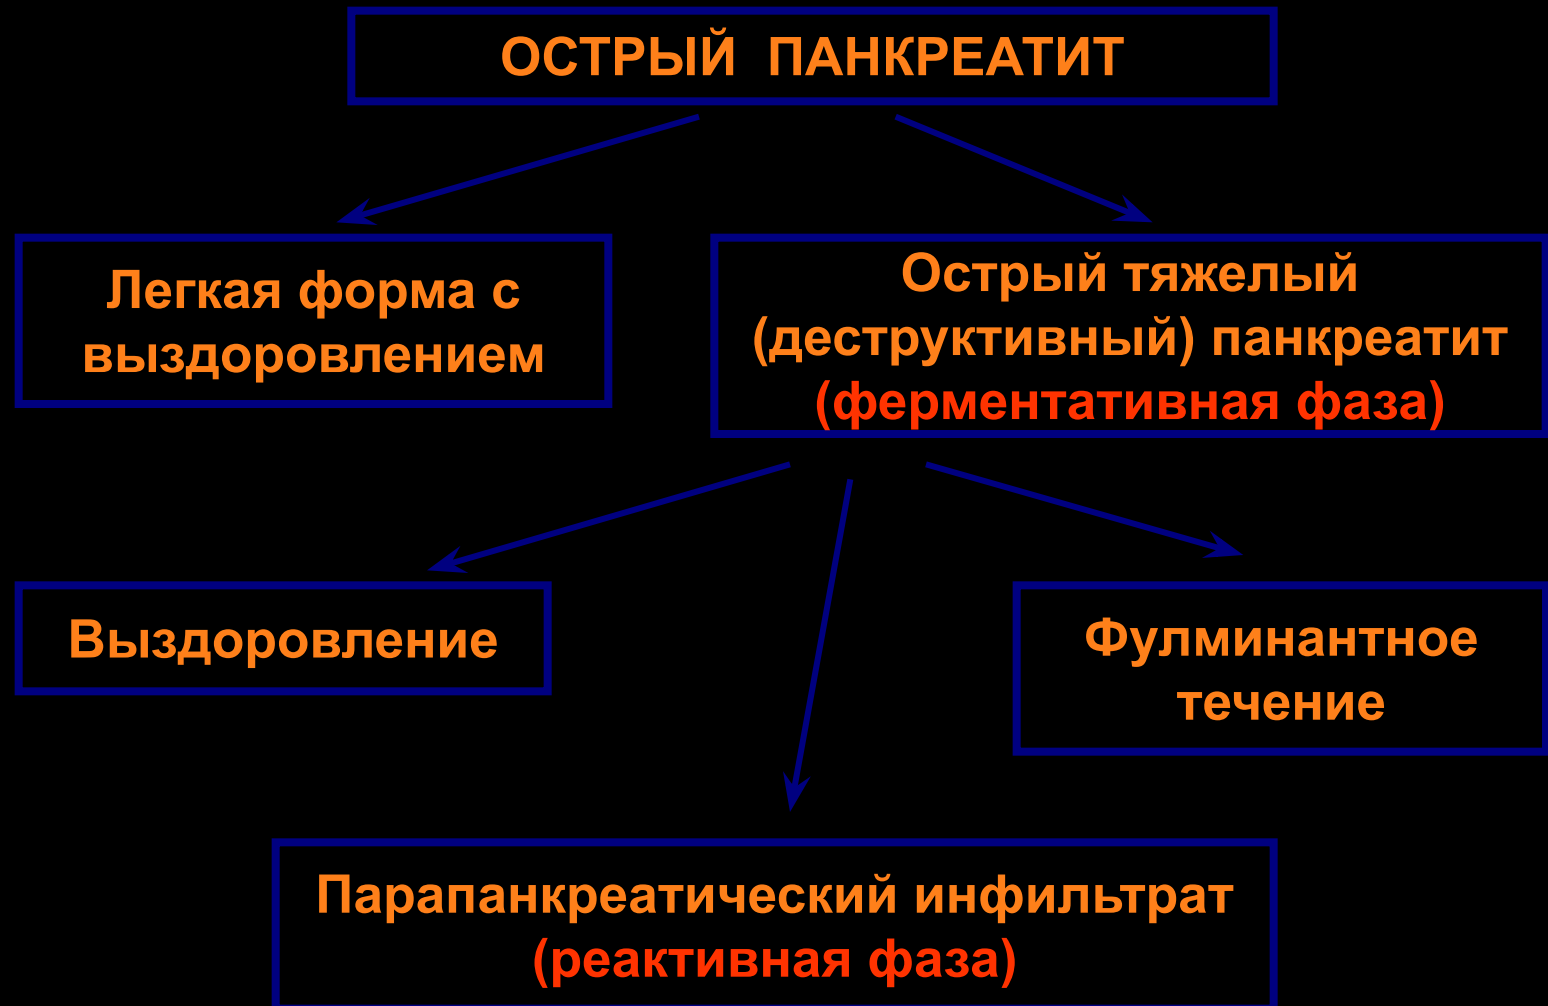 ОСТРЫЙ ПАНКРЕАТИТ
Легкая форма с
выздоровлением
Острый тяжелый
(деструктивный) панкреатит
(ферментативная фаза)
Выздоровление
Фулминантное
течение
Парапанкреатический инфильтрат
(реактивная фаза)